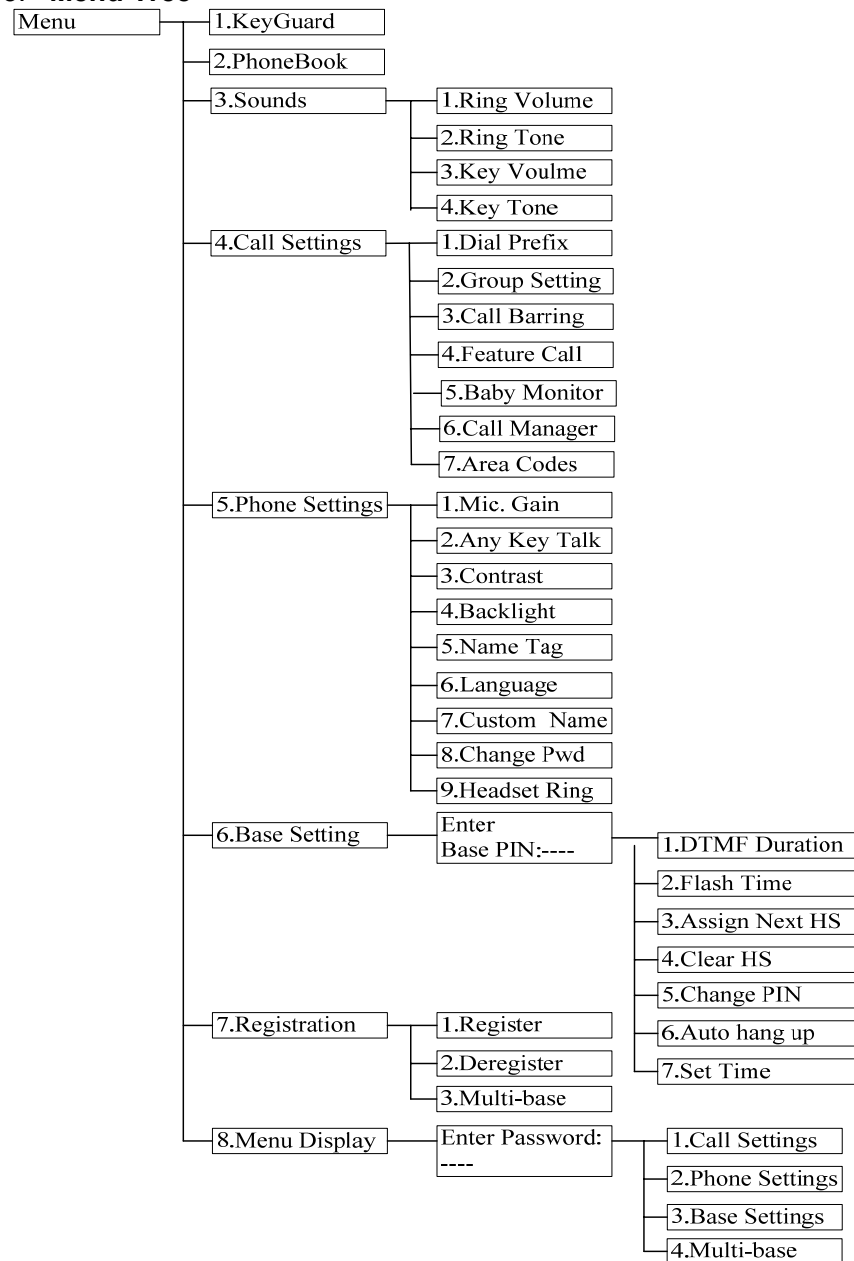 Menu
1.KeyGuard
2.PhoneBook
3.Sounds
1.Ring Volume
2.Ring Tone
3.Key Voulme
4.Key Tone
4.Call Settings
1.Dial Prefix
2.Group Setting
3.Call Barring
4.Feature Call
5.Baby Monitor
6.Call Manager
7.Area Codes
5.Phone Settings
1.Mic. Gain
2.Any Key Talk
3.Contrast
4.Backlight
5.Name Tag
6.Language
7.Custom Name
8.Change Pwd
9.Headset Ring
6.Base Setting
Enter
Base PIN:----
1.DTMF Duration
2.Flash Time
3.Assign Next HS
4.Clear HS
5.Change PIN
6.Auto hang up
7.Set Time
7.Registration
1.Register
2.Deregister
3.Multi-base
8.Menu Display
Enter Password:
----
1.Call Settings
2.Phone Settings
3.Base Settings
4.Multi-base